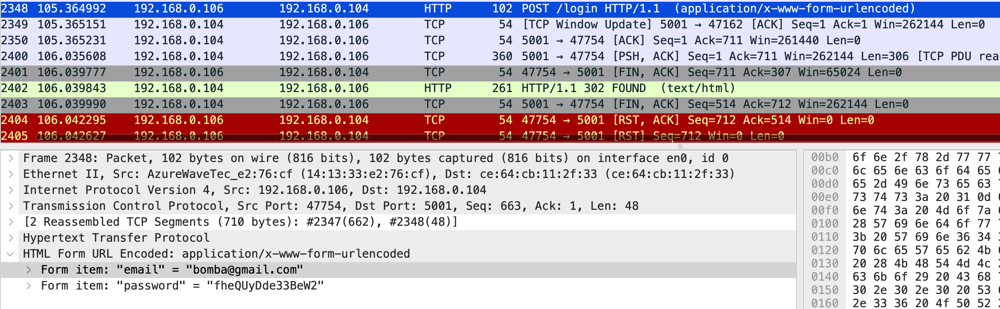 2348 105.364992 192.168.0.106 192.168.0.104 HTTP 102 POST /login HTTP/1.1 (application/x-www-form-urlencoded)
2349 105.365151 192.168.0.104 192.168.0.106 TCP 54 [TCP Window Update] 5001 → 47162 [ACK] Seq=1 Ack=1 Win=262144 Len=0
2350 105.365231 192.168.0.104 192.168.0.106 TCP 54 5001 → 47754 [ACK] Seq=1 Ack=711 Win=261440 Len=0
2400 106.035608 192.168.0.104 192.168.0.106 TCP 360 5001 → 47754 [PSH, ACK] Seq=1 Ack=711 Win=262144 Len=306 [TCP PDU rea
2401 106.039777 192.168.0.106 192.168.0.104 TCP 54 47754 → 5001 [FIN, ACK] Seq=711 Ack=307 Win=65024 Len=0
2402 106.039843 192.168.0.104 192.168.0.106 HTTP 261 HTTP/1.1 302 FOUND (text/html)
2403 106.039990 192.168.0.104 192.168.0.106 TCP 54 5001 → 47754 [FIN, ACK] Seq=514 Ack=712 Win=262144 Len=0
2404 106.042295 192.168.0.106 192.168.0.104 TCP 54 47754 → 5001 [RST, ACK] Seq=712 Ack=514 Win=0 Len=0
2405 106.042627 192.168.0.106 192.168.0.104 TCP 54 47754 → 5001 [RST] Seq=712 Win=0 Len=0
Frame 2348: Packet, 102 bytes on wire (816 bits), 102 bytes captured (816 bits) on interface en0, id 0
Ethernet II, Src: AzureWaveTec_e2:76:cf (14:13:33:e2:76:cf), Dst: ce:64:cb:11:2f:33 (ce:64:cb:11:2f:33)
Internet Protocol Version 4, Src: 192.168.0.106, Dst: 192.168.0.104
Transmission Control Protocol, Src Port: 47754, Dst Port: 5001, Seq: 663, Ack: 1, Len: 48
[2 Reassembled TCP Segments (710 bytes): #2347(662), #2348(48)]
Hypertext Transfer Protocol
HTML Form URL Encoded: application/x-www-form-urlencoded
Form item: "email" = "bomba@gmail.com"
Form item: "password" = "fheQUyDde33BeW2"
00b0 6f 6e 2f 78 2d 77 77
00c0 6c 65 6e 63 6f 64 65
00d0 65 2d 49 6e 73 65 63
00e0 73 74 73 3a 20 31 0d
00f0 6e 74 3a 20 4d 6f 7a
0100 28 57 69 6e 64 6f 77
0110 3b 20 57 69 6e 36 34
0120 70 6c 65 57 65 62 4b
0130 20 28 4b 48 54 4d 4c
0140 63 6b 6f 29 20 43 68
0150 30 2e 30 2e 30 20 53
0160 2e 33 36 20 4f 50 52